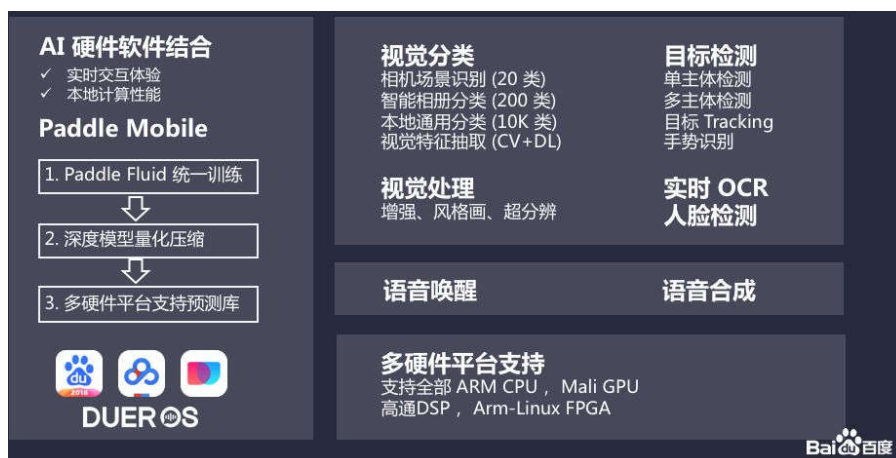 AI 硬件软件结合
✓ 实时交互体验
✓ 本地计算性能
Paddle Mobile
1. Paddle Fluid 统一训练
2. 深度模型量化压缩
3. 多硬件平台支持预测库
du
2018
DUEROS
视觉分类
相机场景识别 (20 类)
智能相册分类 (200 类)
本地通用分类 (10K 类)
视觉特征抽取 (CV+DL)
目标检测
单主体检测
多主体检测
目标 Tracking
手势识别
视觉处理
增强、风格画、超分辨
实时 OCR
人脸检测
语音唤醒
语音合成
多硬件平台支持
支持全部 ARM CPU ， Mali GPU
高通DSP ， Arm-Linux FPGA
Bai du 百度